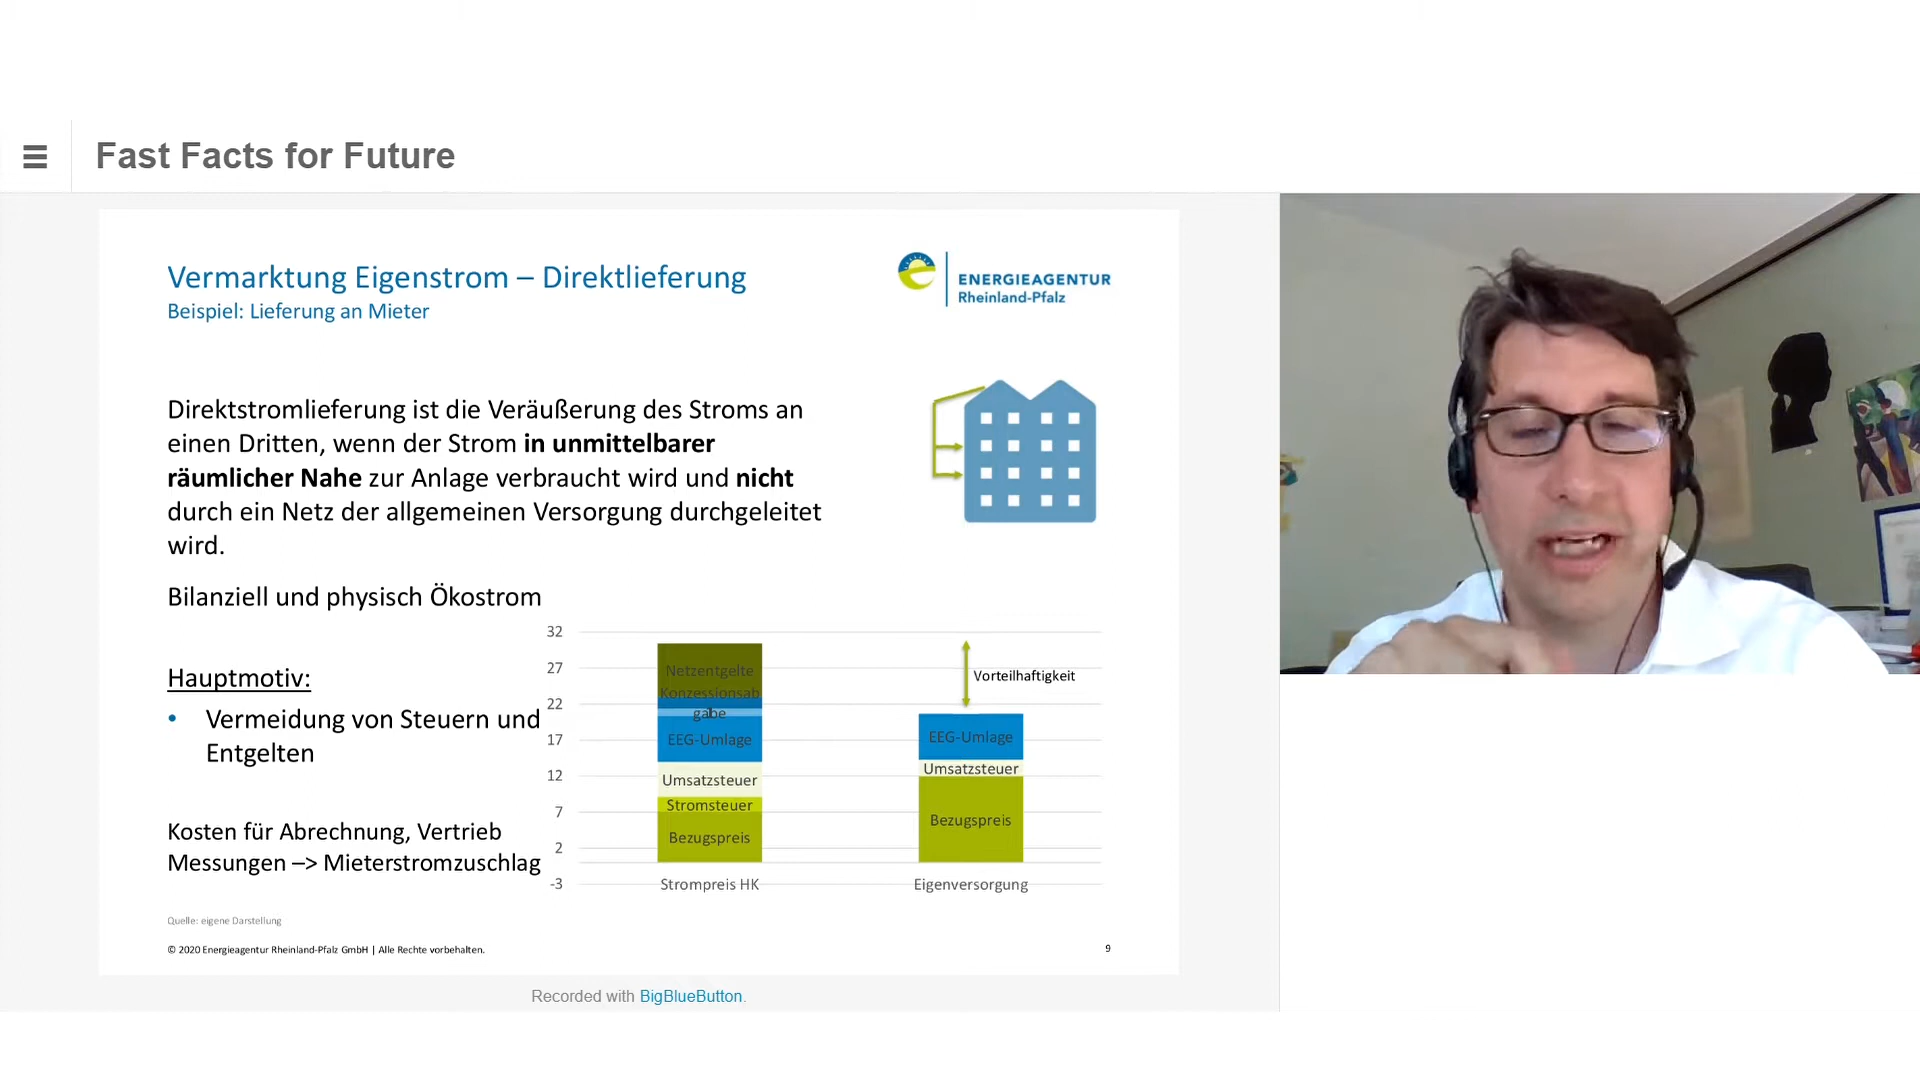 Fast Facts for Future
Vermarktung Eigenstrom – Direktlieferung
Beispiel: Lieferung an Mieter
ENERGIEAGENTUR
Rheinland-Pfalz
Direktstromlieferung ist die Veräußerung des Stroms an
einen Dritten, wenn der Strom in unmittelbarer
räumlicher Nahe zur Anlage verbraucht wird und nicht
durch ein Netz der allgemeinen Versorgung durchgeleitet
wird.
Bilanziell und physisch Ökostrom
Hauptmotiv:
• Vermeidung von Steuern und
Entgelten
Kosten für Abrechnung, Vertrieb
Messungen –> Mieterstromzuschlag
32
27
22
17
12
7
2
-3
Netzentgelte
Konzessionsab
gabe
EEG-Umlage
Umsatzsteuer
Stromsteuer
Bezugspreis
Strompreis HK
Vorteilhaftigkeit
EEG-Umlage
Umsatzsteuer
Bezugspreis
Eigenversorgung
Quelle: eigene Darstellung
© 2020 Energieagentur Rheinland-Pfalz GmbH | Alle Rechte vorbehalten.
9
Recorded with BigBlueButton.